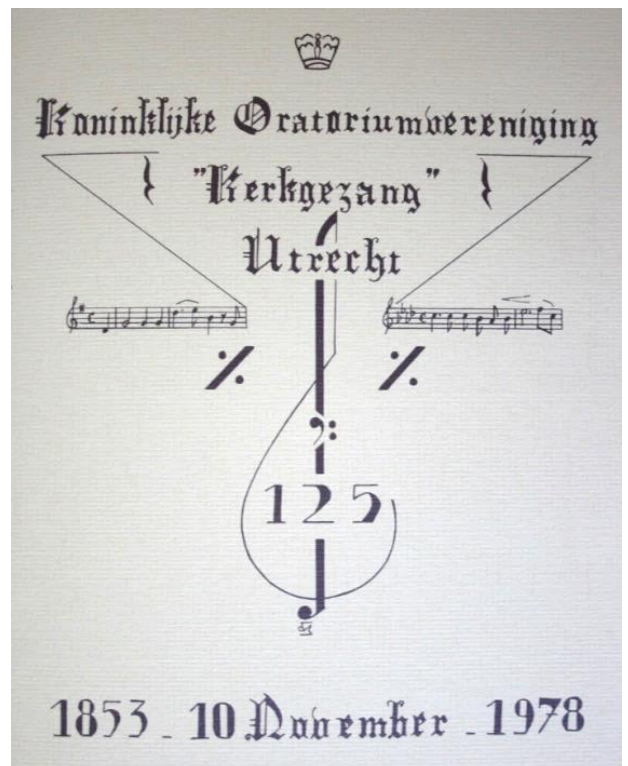 Koninklijke Oratoriumvereniging
"Kerkgezang"
Utrecht
125
1853 - 10 November - 1978